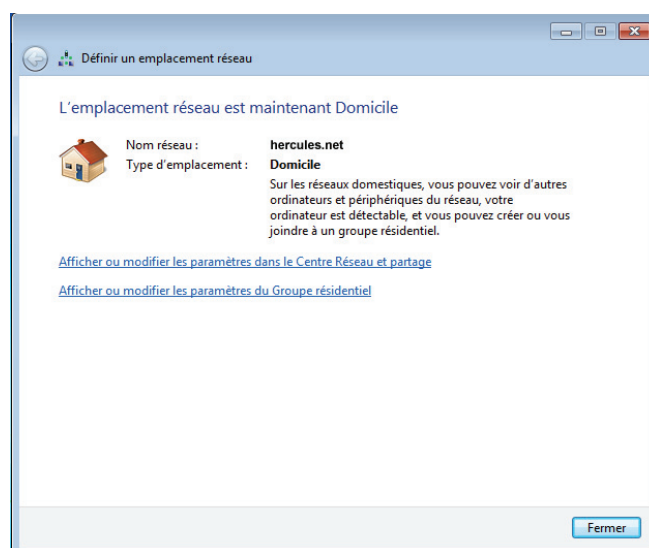 Définir un emplacement réseau
L'emplacement réseau est maintenant Domicile
Nom réseau : hercules.net
Type d'emplacement : Domicile
Sur les réseaux domestiques, vous pouvez voir d'autres
ordinateurs et périphériques du réseau, votre
ordinateur est détectable, et vous pouvez créer ou vous
joindre à un groupe résidentiel.
Afficher ou modifier les paramètres dans le Centre Réseau et partage
Afficher ou modifier les paramètres du Groupe résidentiel
Fermer